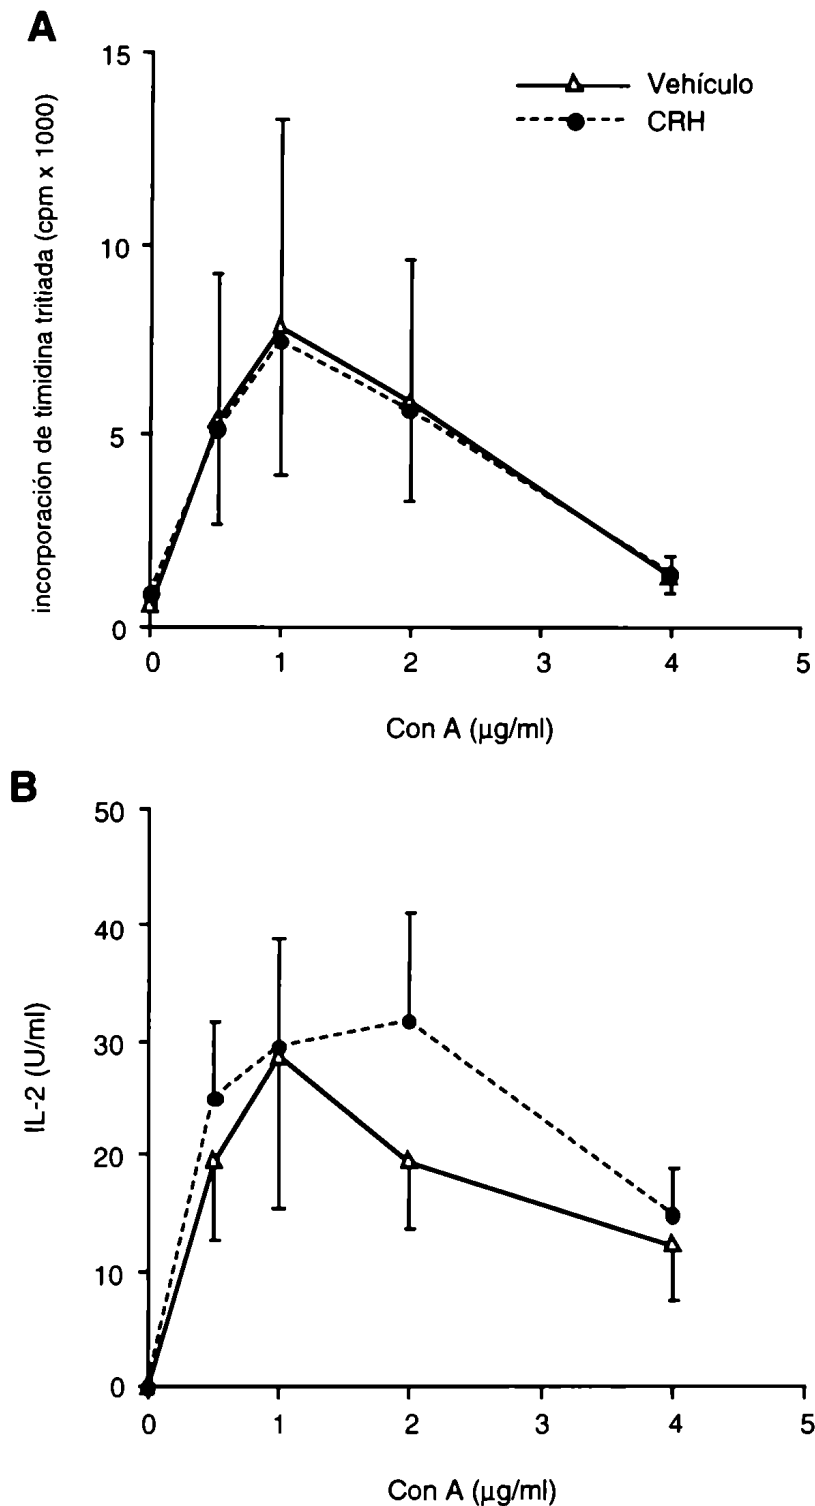 A
15
10
5
0
incorporación de timidina tritiada (cpm x 1000)
Vehículo
CRH
0 1 2 3 4 5
Con A (µg/ml)
B
50
40
30
20
10
0
IL-2 (U/ml)
0 1 2 3 4 5
Con A (µg/ml)